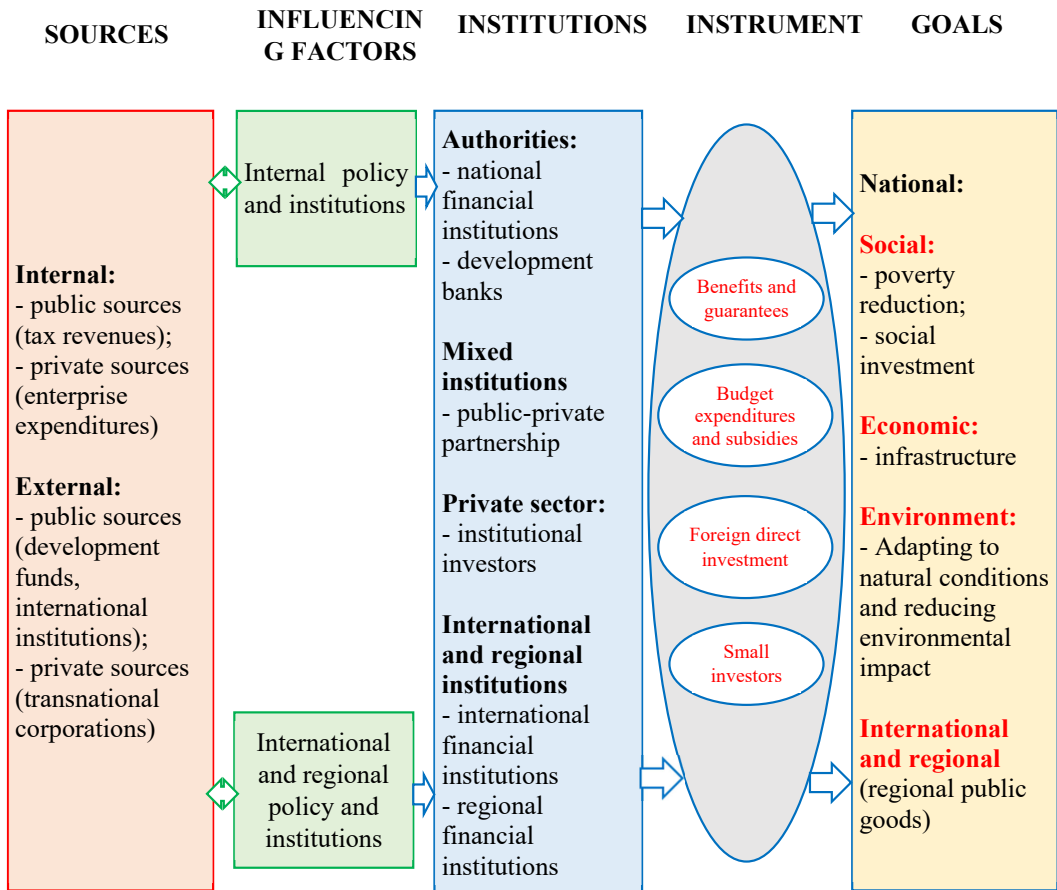 SOURCES
INFLUENCIN
G FACTORS
INSTITUTIONS
INSTRUMENT
GOALS
Internal:
- public sources
(tax revenues);
- private sources
(enterprise
expenditures)
External:
- public sources
(development
funds,
international
institutions);
- private sources
(transnational
corporations)
Internal policy
and institutions
International
and regional
policy and
institutions
Authorities:
- national
financial
institutions
- development
banks
Mixed
institutions
- public-private
partnership
Private sector:
- institutional
investors
International
and regional
institutions
- international
financial
institutions
- regional
financial
institutions
Benefits and
guarantees
Budget
expenditures
and subsidies
Foreign direct
investment
Small
investors
National:
Social:
- poverty
reduction;
- social
investment
Economic:
- infrastructure
Environment:
- Adapting to
natural conditions
and reducing
environmental
impact
International
and regional
(regional public
goods)